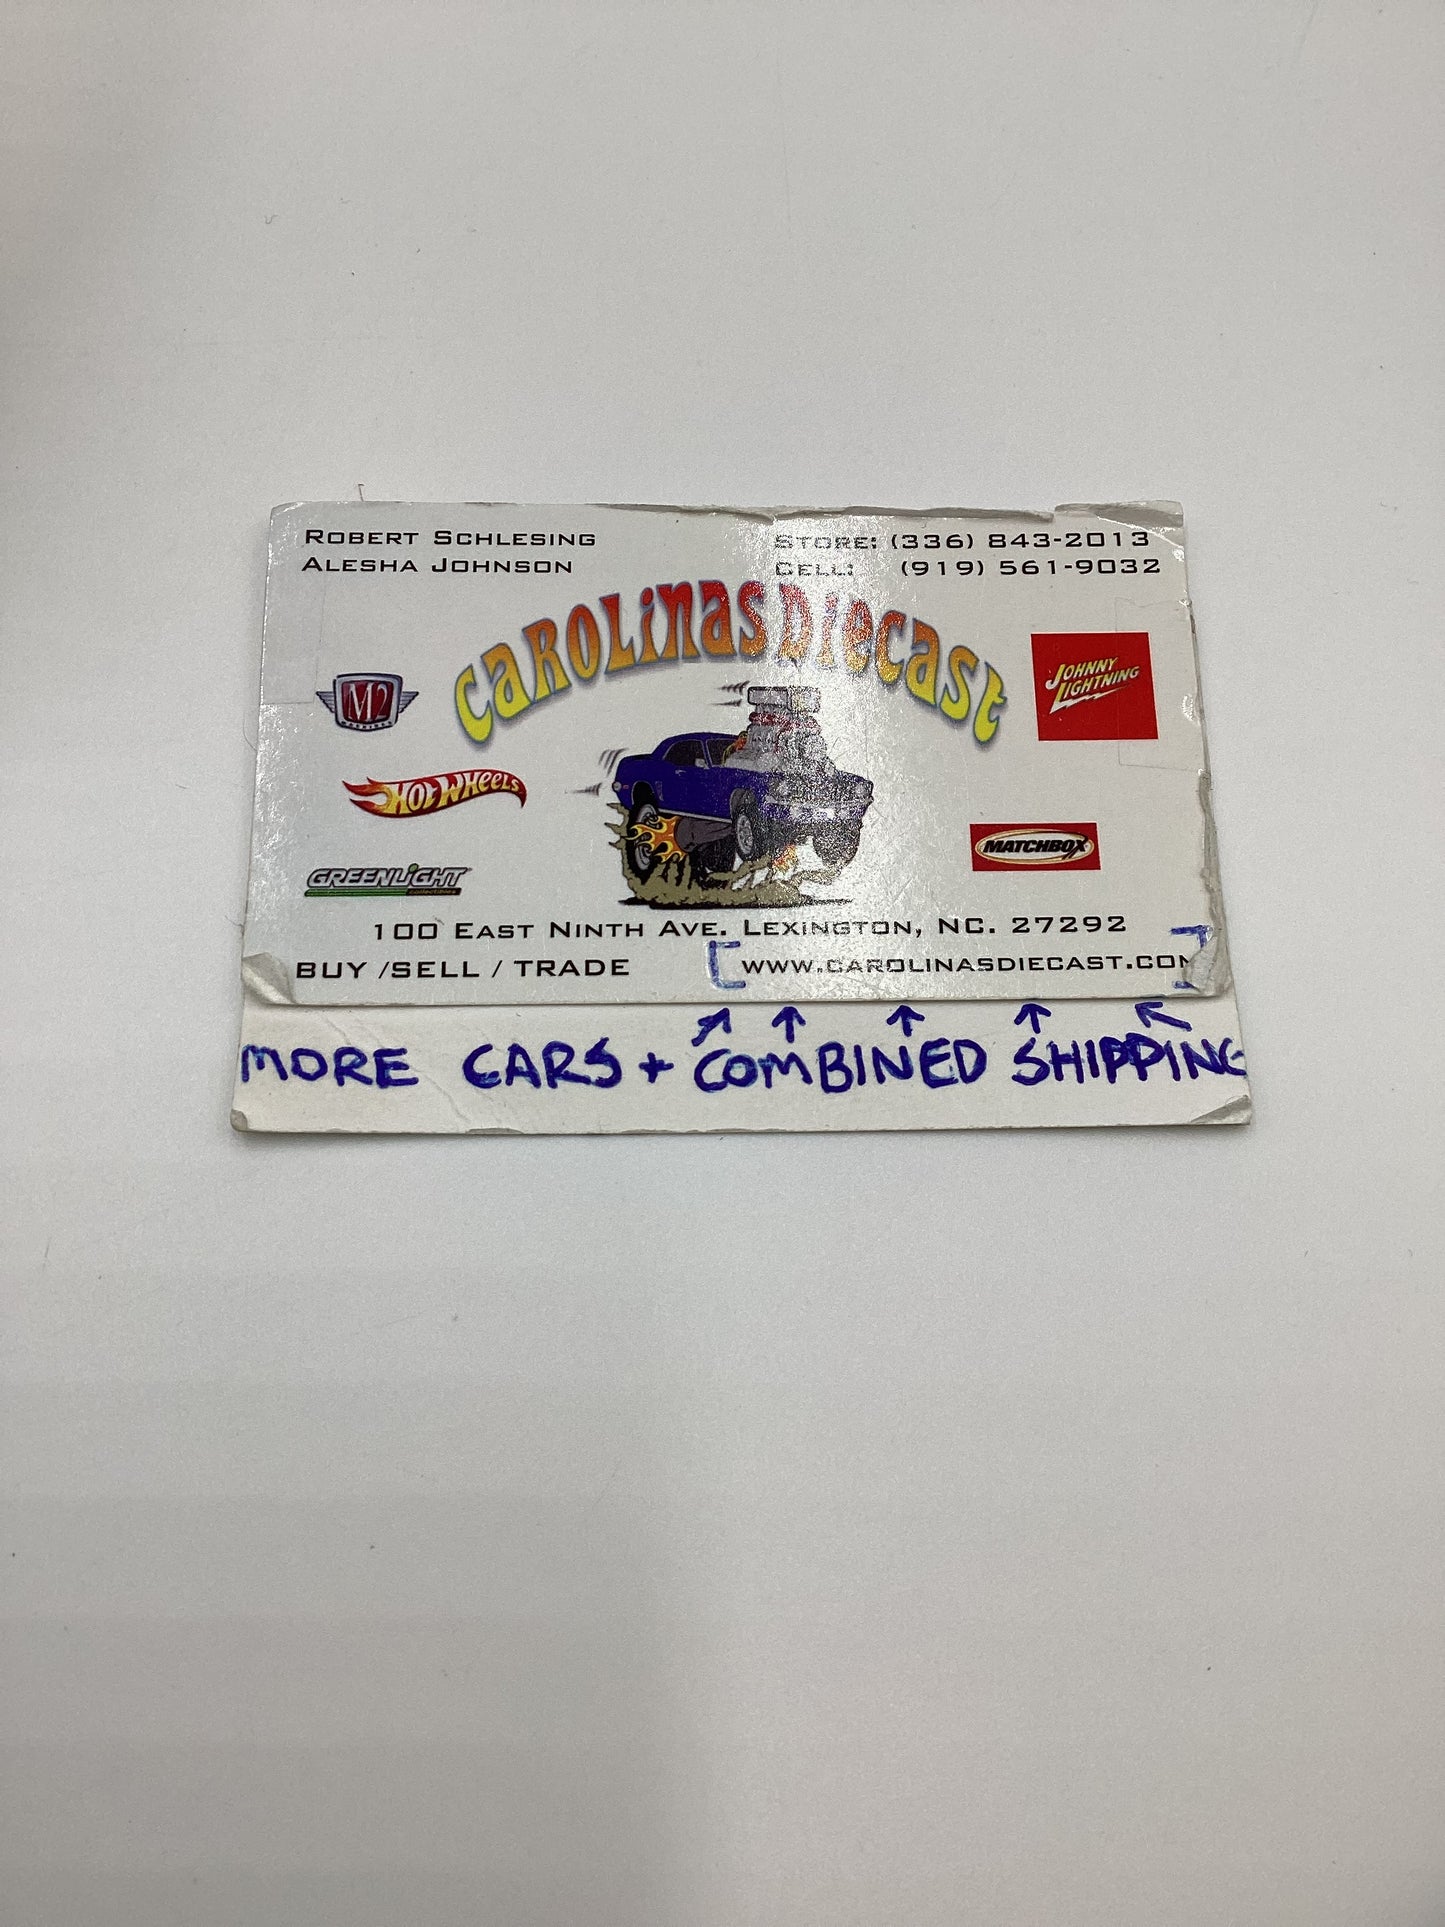 ROBERT SCHLESING
ALESHA JOHNSON
STORE: (336) 843-2013
CELL: (919) 561-9032
CAROLINAS DIECAST
M2
MACHINES
JOHNNY
LIGHTNING
HOT WHEELS
MATCHBOX
GREENLIGHT
collectibles
100 EAST NINTH AVE. LEXINGTON, NC. 27292
BUY /SELL / TRADE
WWW.CAROLINASDIECAST.COM
MORE CARS + COMBINED SHIPPING